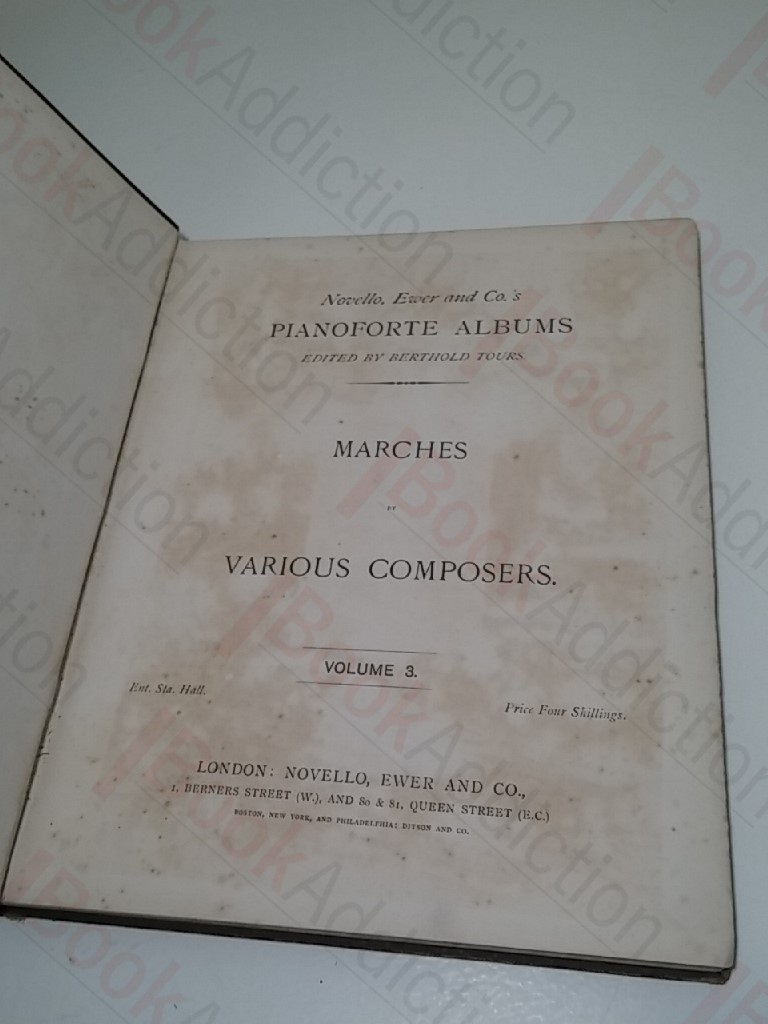 Novello, Ewer and Co.'s
PIANOFORTE ALBUMS
EDITED BY BERTHOLD TOURS.
MARCHES
BY
VARIOUS COMPOSERS.
VOLUME 3.
Ent. Sta. Hall.
Price Four Shillings.
LONDON: NOVELLO, EWER AND CO.,
1, BERNERS STREET (W.), AND 80 & 81, QUEEN STREET (E.C.)
BOSTON, NEW YORK, AND PHILADELPHIA: DITSON AND CO.
BookAddiction